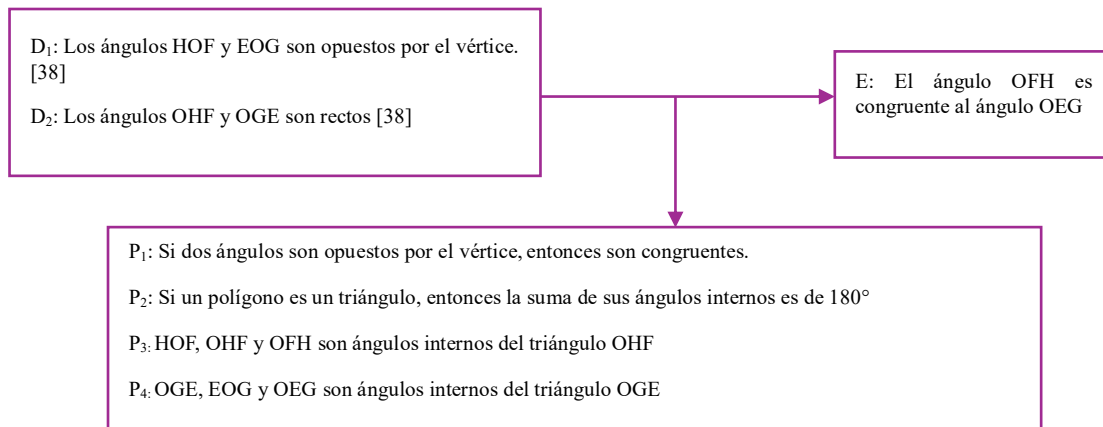 D₁: Los ángulos HOF y EOG son opuestos por el vértice.
[38]
D₂: Los ángulos OHF y OGE son rectos [38]
E: El ángulo OFH es
congruente al ángulo OEG
P₁: Si dos ángulos son opuestos por el vértice, entonces son congruentes.
P₂: Si un polígono es un triángulo, entonces la suma de sus ángulos internos es de 180°
P₃: HOF, OHF y OFH son ángulos internos del triángulo OHF
P₄: OGE, EOG y OEG son ángulos internos del triángulo OGE